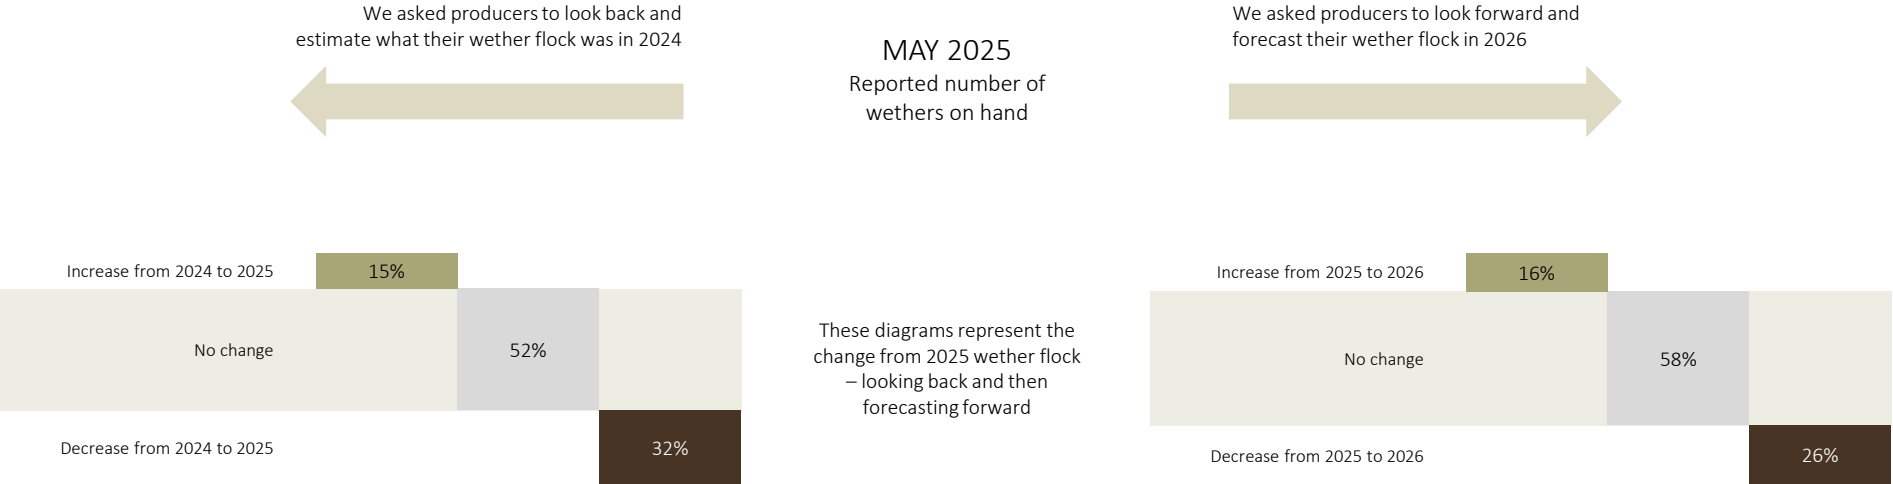 We asked producers to look back and
estimate what their wether flock was in 2024
MAY 2025
Reported number of
wethers on hand
We asked producers to look forward and
forecast their wether flock in 2026
Increase from 2024 to 2025
15%
No change
52%
Decrease from 2024 to 2025
32%
These diagrams represent the
change from 2025 wether flock
– looking back and then
forecasting forward
Increase from 2025 to 2026
16%
No change
58%
Decrease from 2025 to 2026
26%